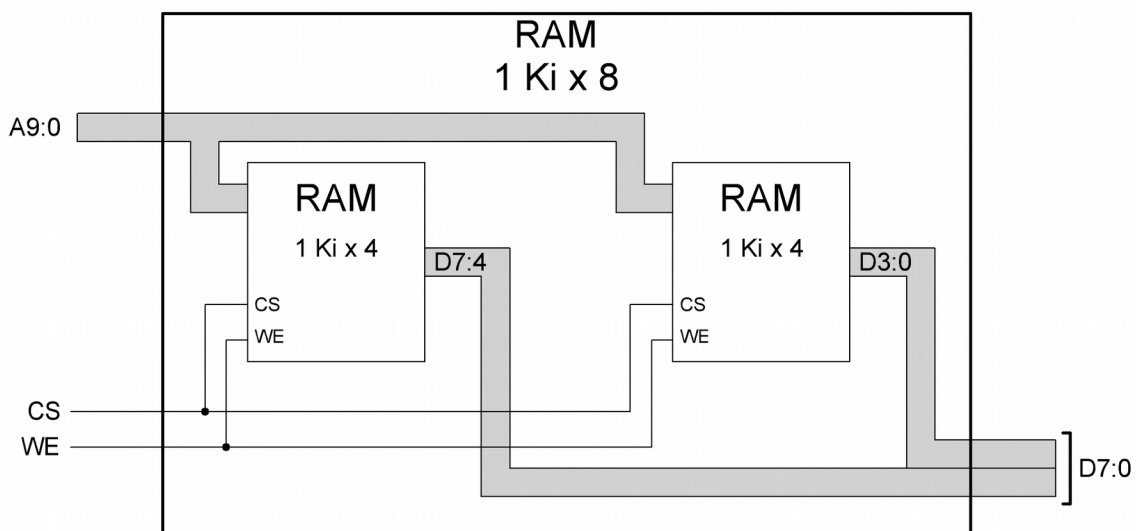 RAM
1 Ki x 8
A9:0
RAM
1 Ki x 4
D7:4
CS
WE
RAM
1 Ki x 4
D3:0
CS
WE
CS
WE
D7:0